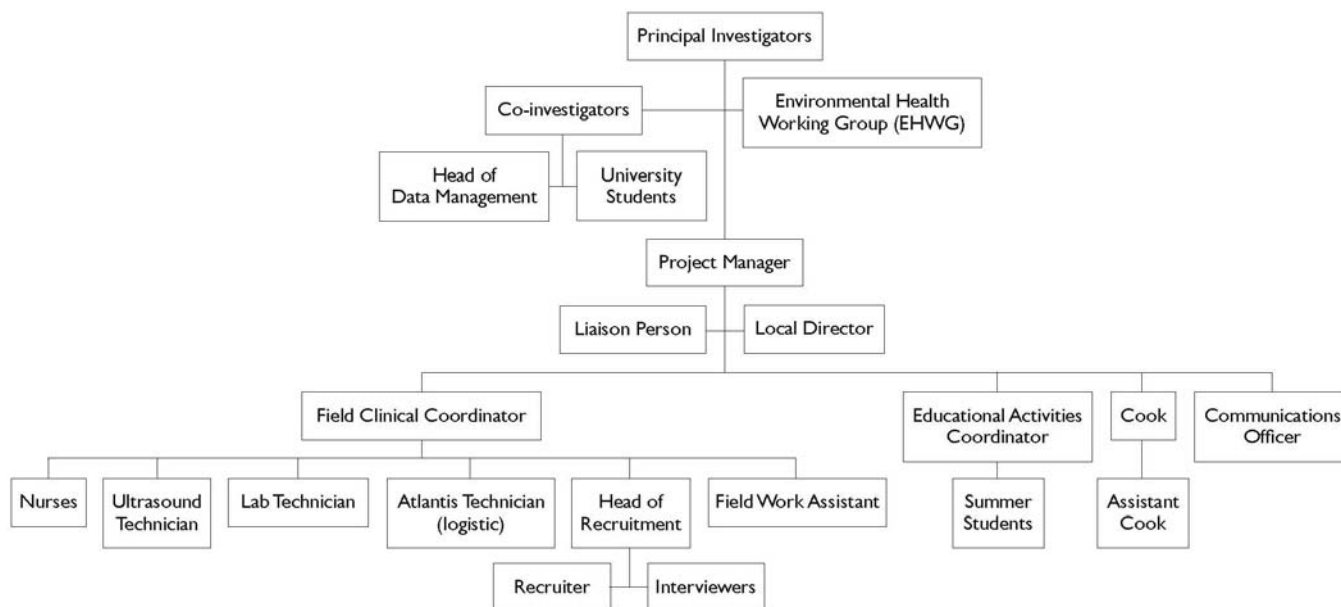 Principal Investigators
Co-investigators
Environmental Health
Working Group (EHWG)
Head of
Data Management
University
Students
Project Manager
Liaison Person
Local Director
Field Clinical Coordinator
Educational Activities
Coordinator
Cook
Communications
Officer
Nurses
Ultrasound
Technician
Lab Technician
Atlantis Technician
(logistic)
Head of
Recruitment
Field Work Assistant
Summer
Students
Assistant
Cook
Recruiter
Interviewers